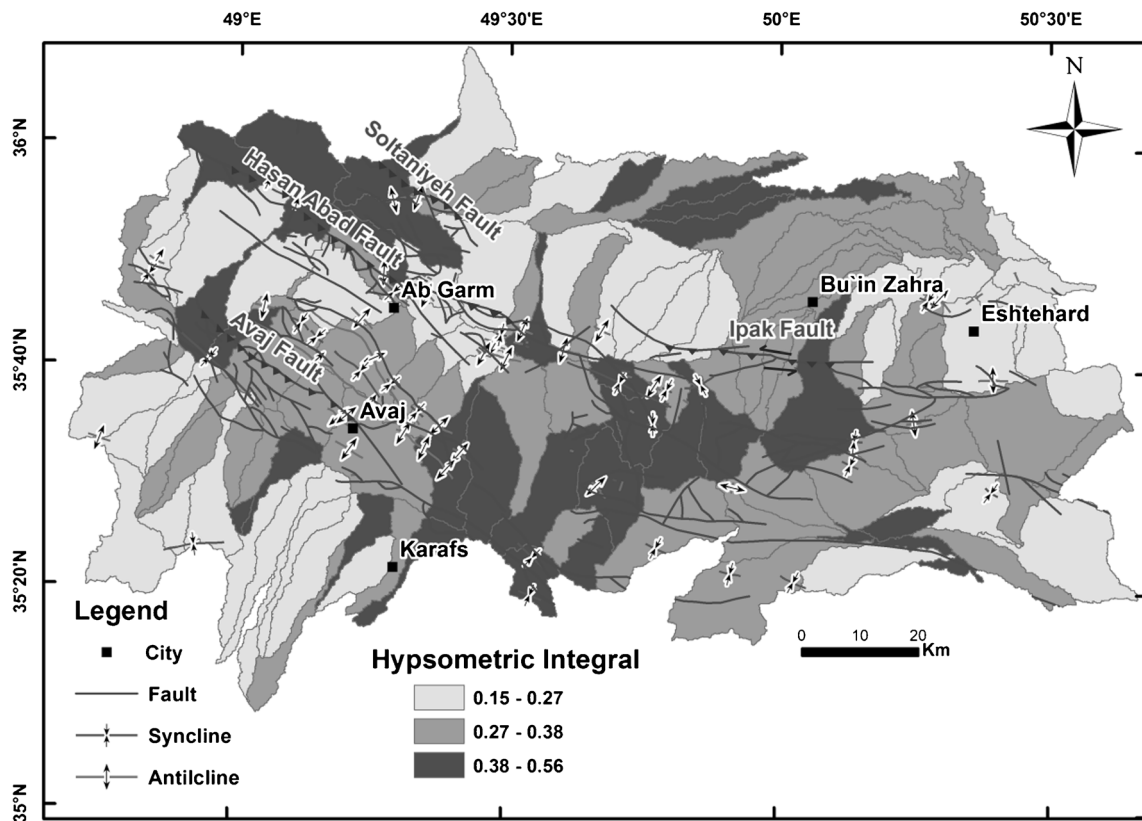 49°E 49°30'E 50°E 50°30'E
N
36°N
35°40'N
35°20'N
35°N
Soltaniyeh Fault
Hasan Abad Fault
Ab Garm
Bu`in Zahra
Eshtehard
Ipak Fault
Avaj Fault
Avaj
Karafs
Legend
City
Fault
Syncline
Antilcline
Hypsometric Integral
0.15 - 0.27
0.27 - 0.38
0.38 - 0.56
0 10 20
Km